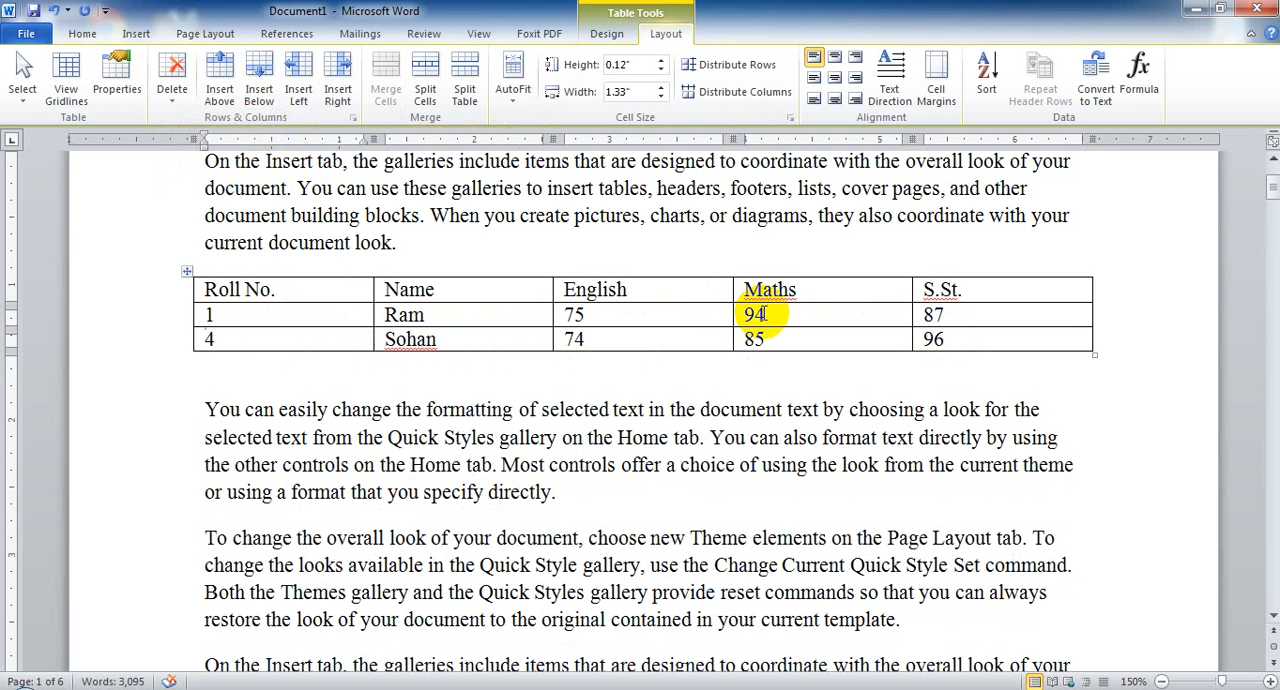 Document1 - Microsoft Word
Table Tools
File Home Insert Page Layout References Mailings Review View Foxit PDF Design Layout
Select
View Gridlines
Properties
Table
Delete
Insert Above
Insert Below
Insert Left
Insert Right
Rows & Columns
Merge Cells
Split Cells
Split Table
Merge
AutoFit
Height: 0.12"
Width: 1.33"
Distribute Rows
Distribute Columns
Cell Size
Text Direction
Cell Margins
Alignment
Sort
Repeat Header Rows
Convert to Text
Formula
Data
1 1 2 3 5 6 7
On the Insert tab, the galleries include items that are designed to coordinate with the overall look of your
document. You can use these galleries to insert tables, headers, footers, lists, cover pages, and other
document building blocks. When you create pictures, charts, or diagrams, they also coordinate with your
current document look.
Roll No. Name English Maths S.St.
1 Ram 75 94 87
4 Sohan 74 85 96
You can easily change the formatting of selected text in the document text by choosing a look for the
selected text from the Quick Styles gallery on the Home tab. You can also format text directly by using
the other controls on the Home tab. Most controls offer a choice of using the look from the current theme
or using a format that you specify directly.
To change the overall look of your document, choose new Theme elements on the Page Layout tab. To
change the looks available in the Quick Style gallery, use the Change Current Quick Style Set command.
Both the Themes gallery and the Quick Styles gallery provide reset commands so that you can always
restore the look of your document to the original contained in your current template.
On the Insert tab, the galleries include items that are designed to coordinate with the overall look of your
Page: 1 of 6 Words: 3,095 150%